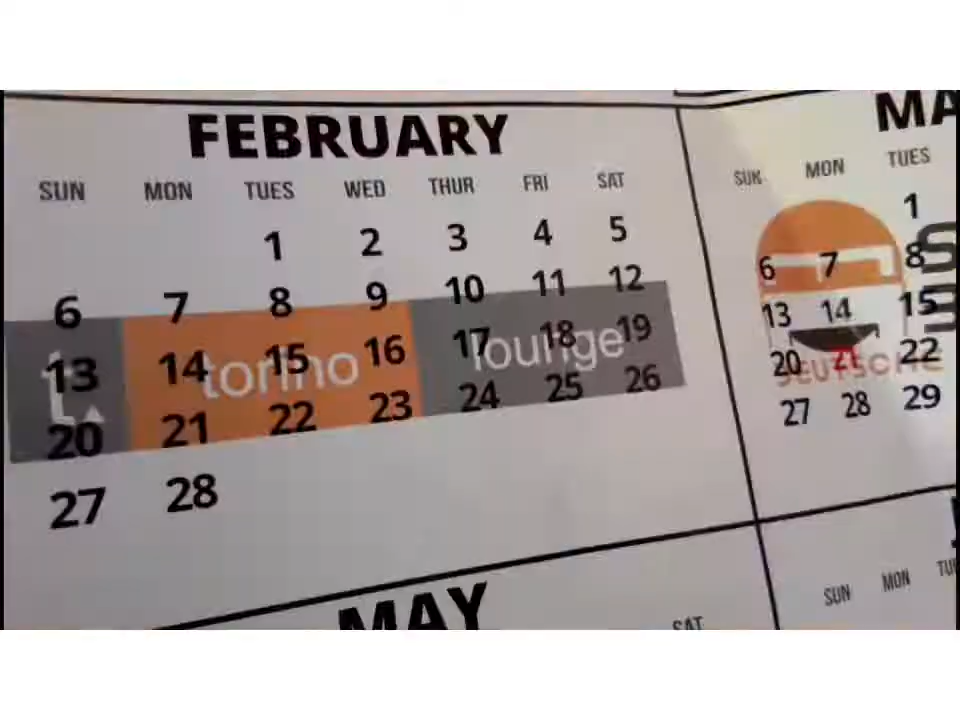 FEBRUARY
SUN MON TUES WED THUR FRI SAT
1 2 3 4 5
6 7 8 9 10 11 12
13 14 15 16 17 18 19
20 21 22 23 24 25 26
27 28
torino lounge
MA
SUN MON TUES
1
6 7 8
13 14 15
20 21 22
27 28 29
DEUTSCHE
MAY
SAT
SUN MON TU